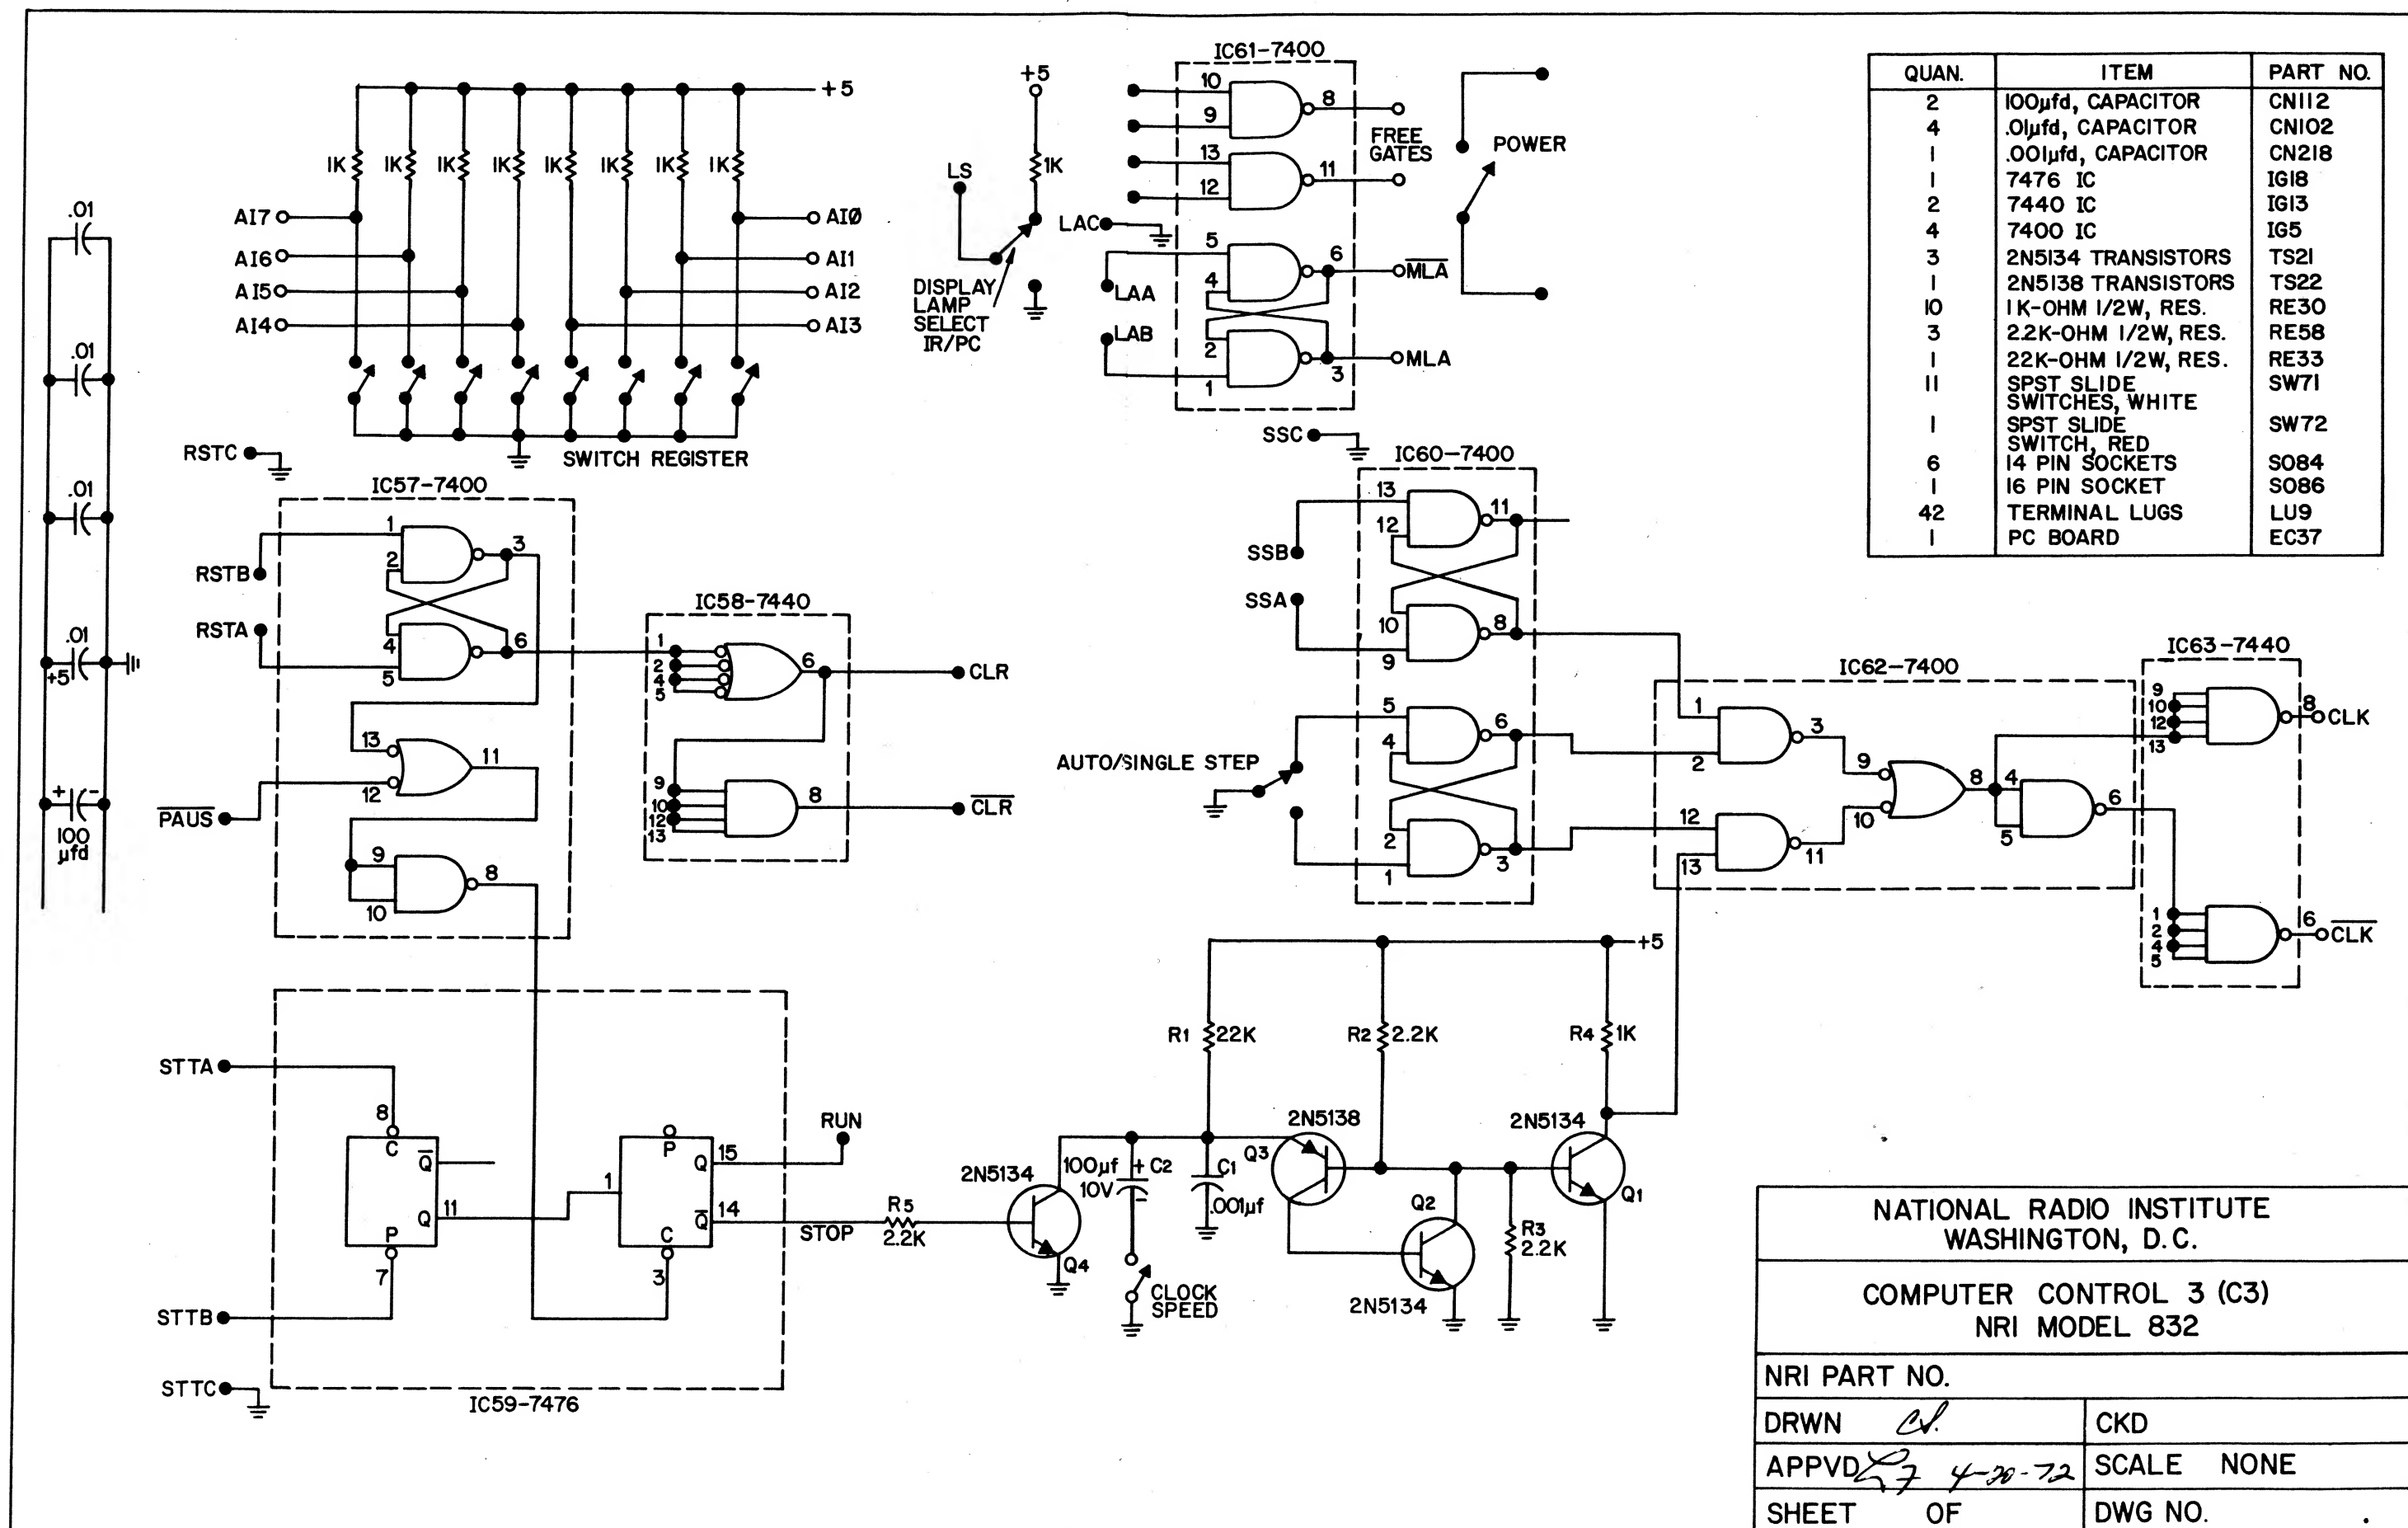 +5
1K 1K 1K 1K 1K 1K 1K 1K
AI7
AI6
AI5
AI4
AIØ
AI1
AI2
AI3
SWITCH REGISTER
RSTC
.01
.01
.01
.01
+5
+ -
100
µfd
+5
1K
LS
DISPLAY
LAMP
SELECT
IR/PC
IC61-7400
10
9
8
13
12
11
FREE
GATES
LAC
5
4
6
MLA
LAA
LAB
2
1
3
MLA
POWER
QUAN. ITEM PART NO.
2 100µfd, CAPACITOR CN112
4 .01µfd, CAPACITOR CN102
1 .001µfd, CAPACITOR CN218
1 7476 IC IG18
2 7440 IC IG13
4 7400 IC IG5
3 2N5134 TRANSISTORS TS21
1 2N5138 TRANSISTORS TS22
10 1K-OHM 1/2W, RES. RE30
3 2.2K-OHM 1/2W, RES. RE58
1 22K-OHM 1/2W, RES. RE33
11 SPST SLIDE SW71
SWITCHES, WHITE
1 SPST SLIDE SW72
SWITCH, RED
6 14 PIN SOCKETS SO84
1 16 PIN SOCKET SO86
42 TERMINAL LUGS LU9
1 PC BOARD EC37
IC57-7400
RSTB
RSTA
1
2
3
4
5
6
13
12
11
PAUS
9
10
8
IC58-7440
1
2
4
5
6
CLR
9
10
12
13
8
CLR
SSC
IC60-7400
SSB
SSA
13
12
11
10
9
8
AUTO/SINGLE STEP
5
4
6
2
1
3
IC62-7400
1
2
3
12
13
11
9
10
8
4
5
6
IC63-7440
9
10
12
13
8
CLK
1
2
4
5
6
CLK
STTA
STTB
STTC
8
C
Q
Q
11
P
7
1
P
Q
15
Q
14
C
3
IC59-7476
RUN
STOP
R5
2.2K
2N5134
Q4
100µf
10V
+ C2
-
CLOCK
SPEED
R1 22K
C1
.001µf
2N5138
Q3
R2 2.2K
Q2
2N5134
R3
2.2K
R4 1K
+5
2N5134
Q1
NATIONAL RADIO INSTITUTE
WASHINGTON, D.C.
COMPUTER CONTROL 3 (C3)
NRI MODEL 832
NRI PART NO.
DRWN CKD
APPVD 4-20-72 SCALE NONE
SHEET OF DWG NO.